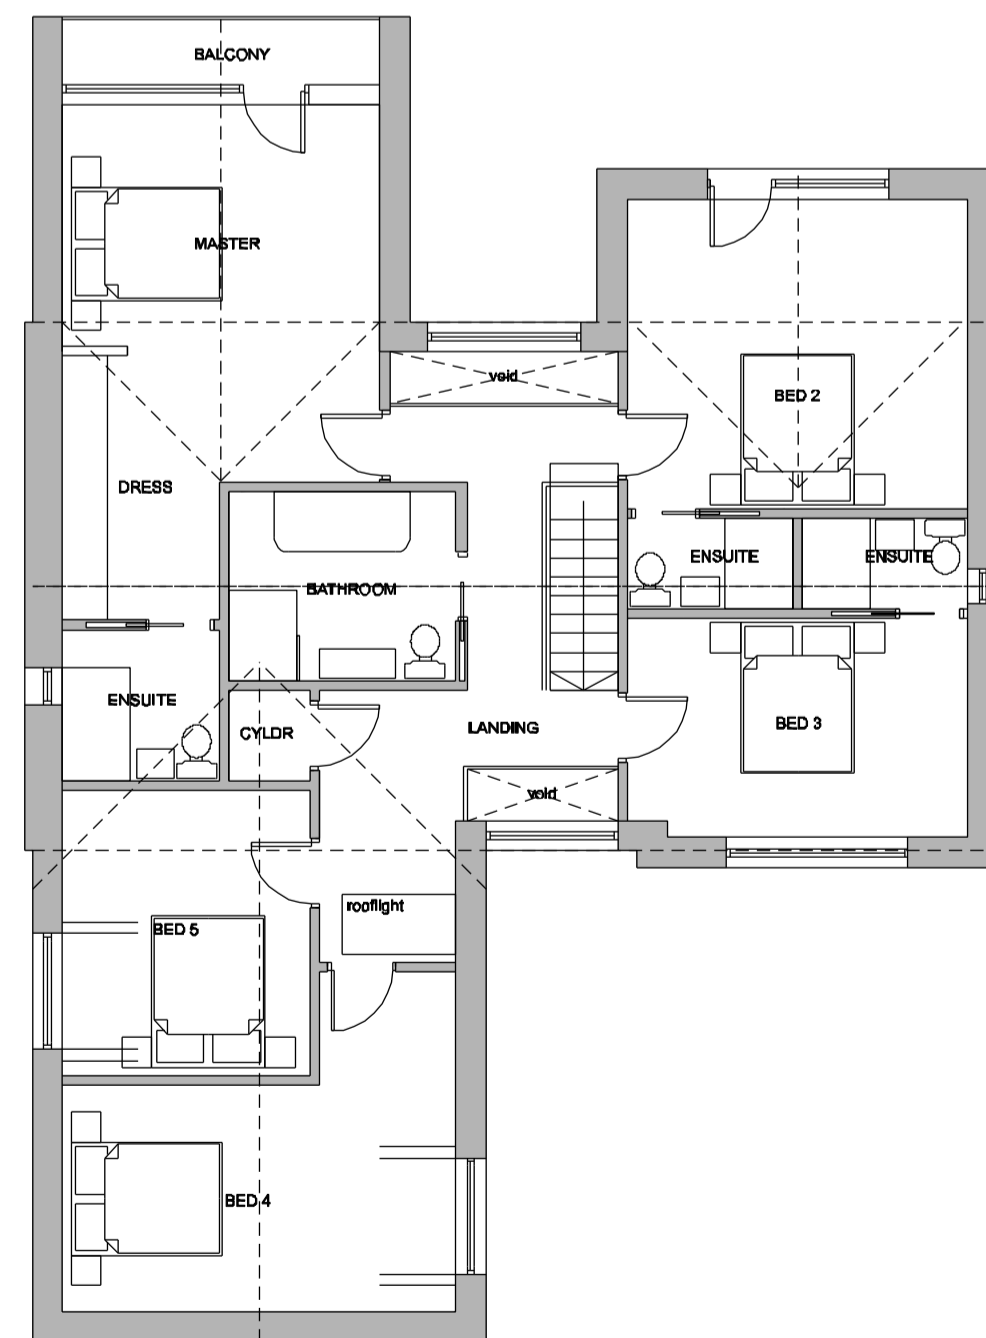 BALCONY
MASTER
void
BED 2
DRESS
ENSUITE
ENSUITE
BATHROOM
ENSUITE
CYLDR
LANDING
BED 3
void
rooflight
BED 5
BED 4